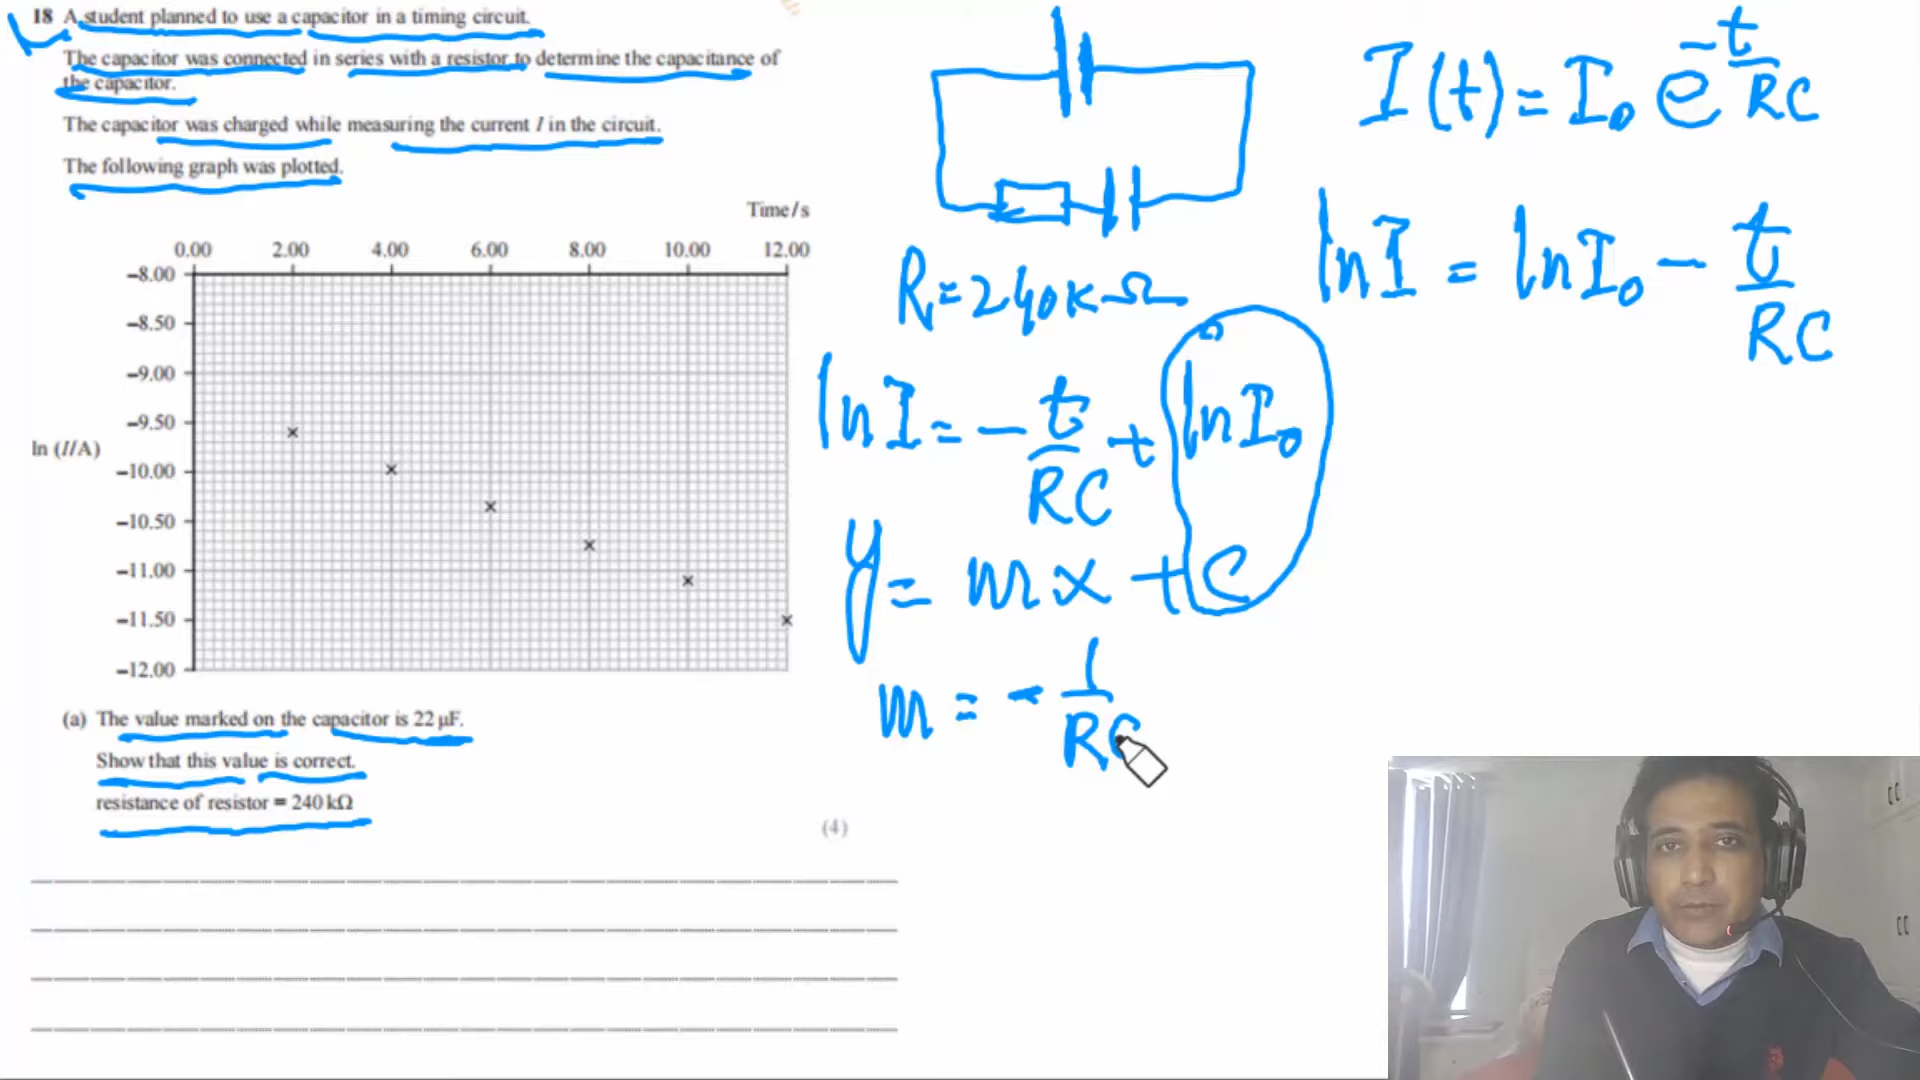 18 A student planned to use a capacitor in a timing circuit.
The capacitor was connected in series with a resistor to determine the capacitance of
the capacitor.
The capacitor was charged while measuring the current I in the circuit.
The following graph was plotted.
Time/s
0.00 2.00 4.00 6.00 8.00 10.00 12.00
–8.00
–8.50
–9.00
–9.50
ln (I/A)
–10.00
–10.50
–11.00
–11.50
–12.00
(a) The value marked on the capacitor is 22 μF.
Show that this value is correct.
resistance of resistor = 240 kΩ
(4)
R = 240 KΩ
ln I = - t/RC + ln I₀
y = mx + C
m = - 1/RC
I(t) = I₀ e^-t/RC
ln I = ln I₀ - t/RC